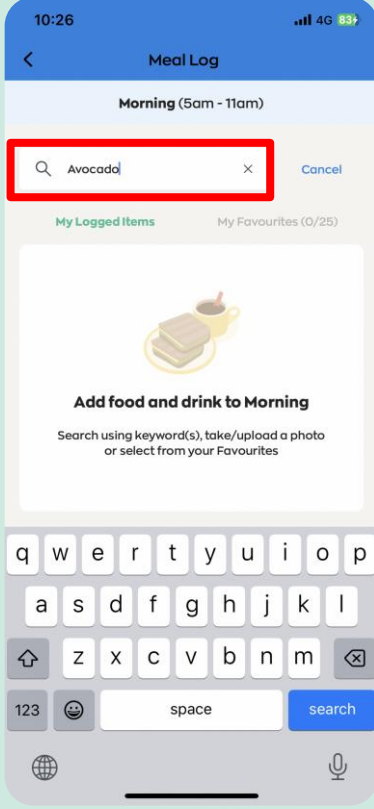 10:26 4G 83
Meal Log
Morning (5am - 11am)
Avocado × Cancel
My Logged Items My Favourites (0/25)
Add food and drink to Morning
Search using keyword(s), take/upload a photo
or select from your Favourites
q w e r t y u i o p
a s d f g h j k l
z x c v b n m
123 space search